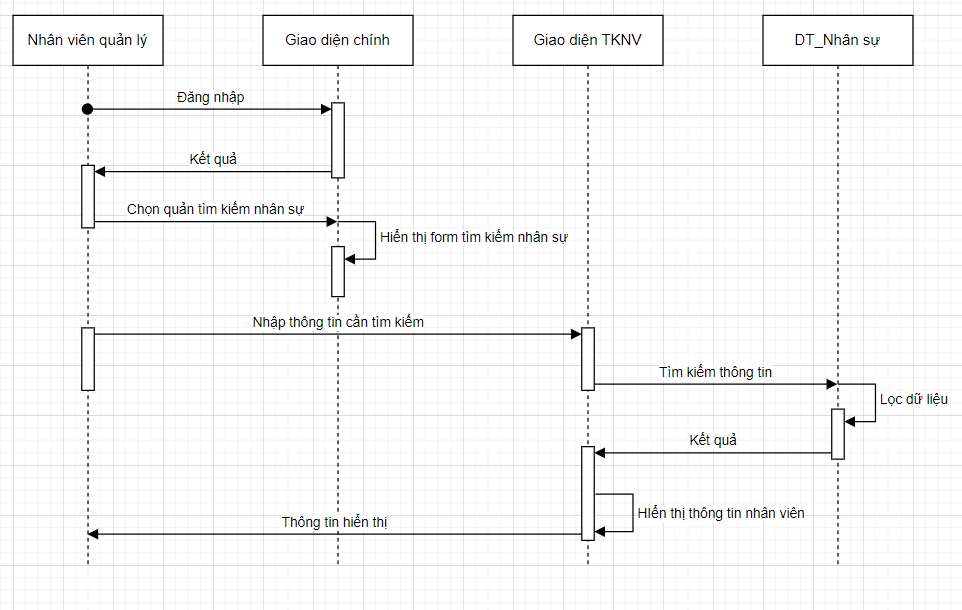 Nhân viên quản lý
Giao diện chính
Giao diện TKNV
DT_Nhân sự
Đăng nhập
Kết quả
Chọn quản tìm kiếm nhân sự
Hiển thị form tìm kiếm nhân sự
Nhập thông tin cần tìm kiếm
Tìm kiếm thông tin
Lọc dữ liệu
Kết quả
HIển thị thông tin nhân viên
Thông tin hiển thị